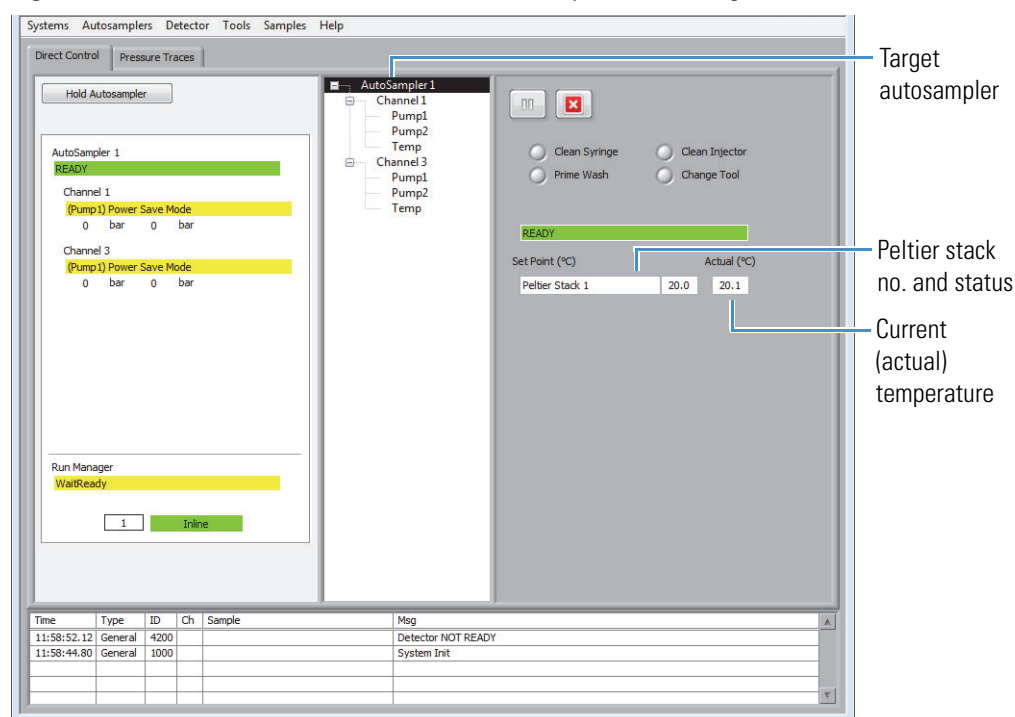 Systems Autosamplers Detector Tools Samples Help
Direct Control Pressure Traces
Hold Autosampler
AutoSampler 1
READY
Channel 1
(Pump1) Power Save Mode
0 bar 0 bar
Channel 3
(Pump1) Power Save Mode
0 bar 0 bar
Run Manager
WaitReady
1 Inline
AutoSampler 1
Channel 1
Pump1
Pump2
Temp
Channel 3
Pump1
Pump2
Temp
Clean Syringe Clean Injector
Prime Wash Change Tool
READY
Set Point (ºC) Actual (ºC)
Peltier Stack 1 20.0 20.1
Target
autosampler
Peltier stack
no. and status
Current
(actual)
temperature
Time Type ID Ch Sample Msg
11:58:52.12 General 4200 Detector NOT READY
11:58:44.80 General 1000 System Init